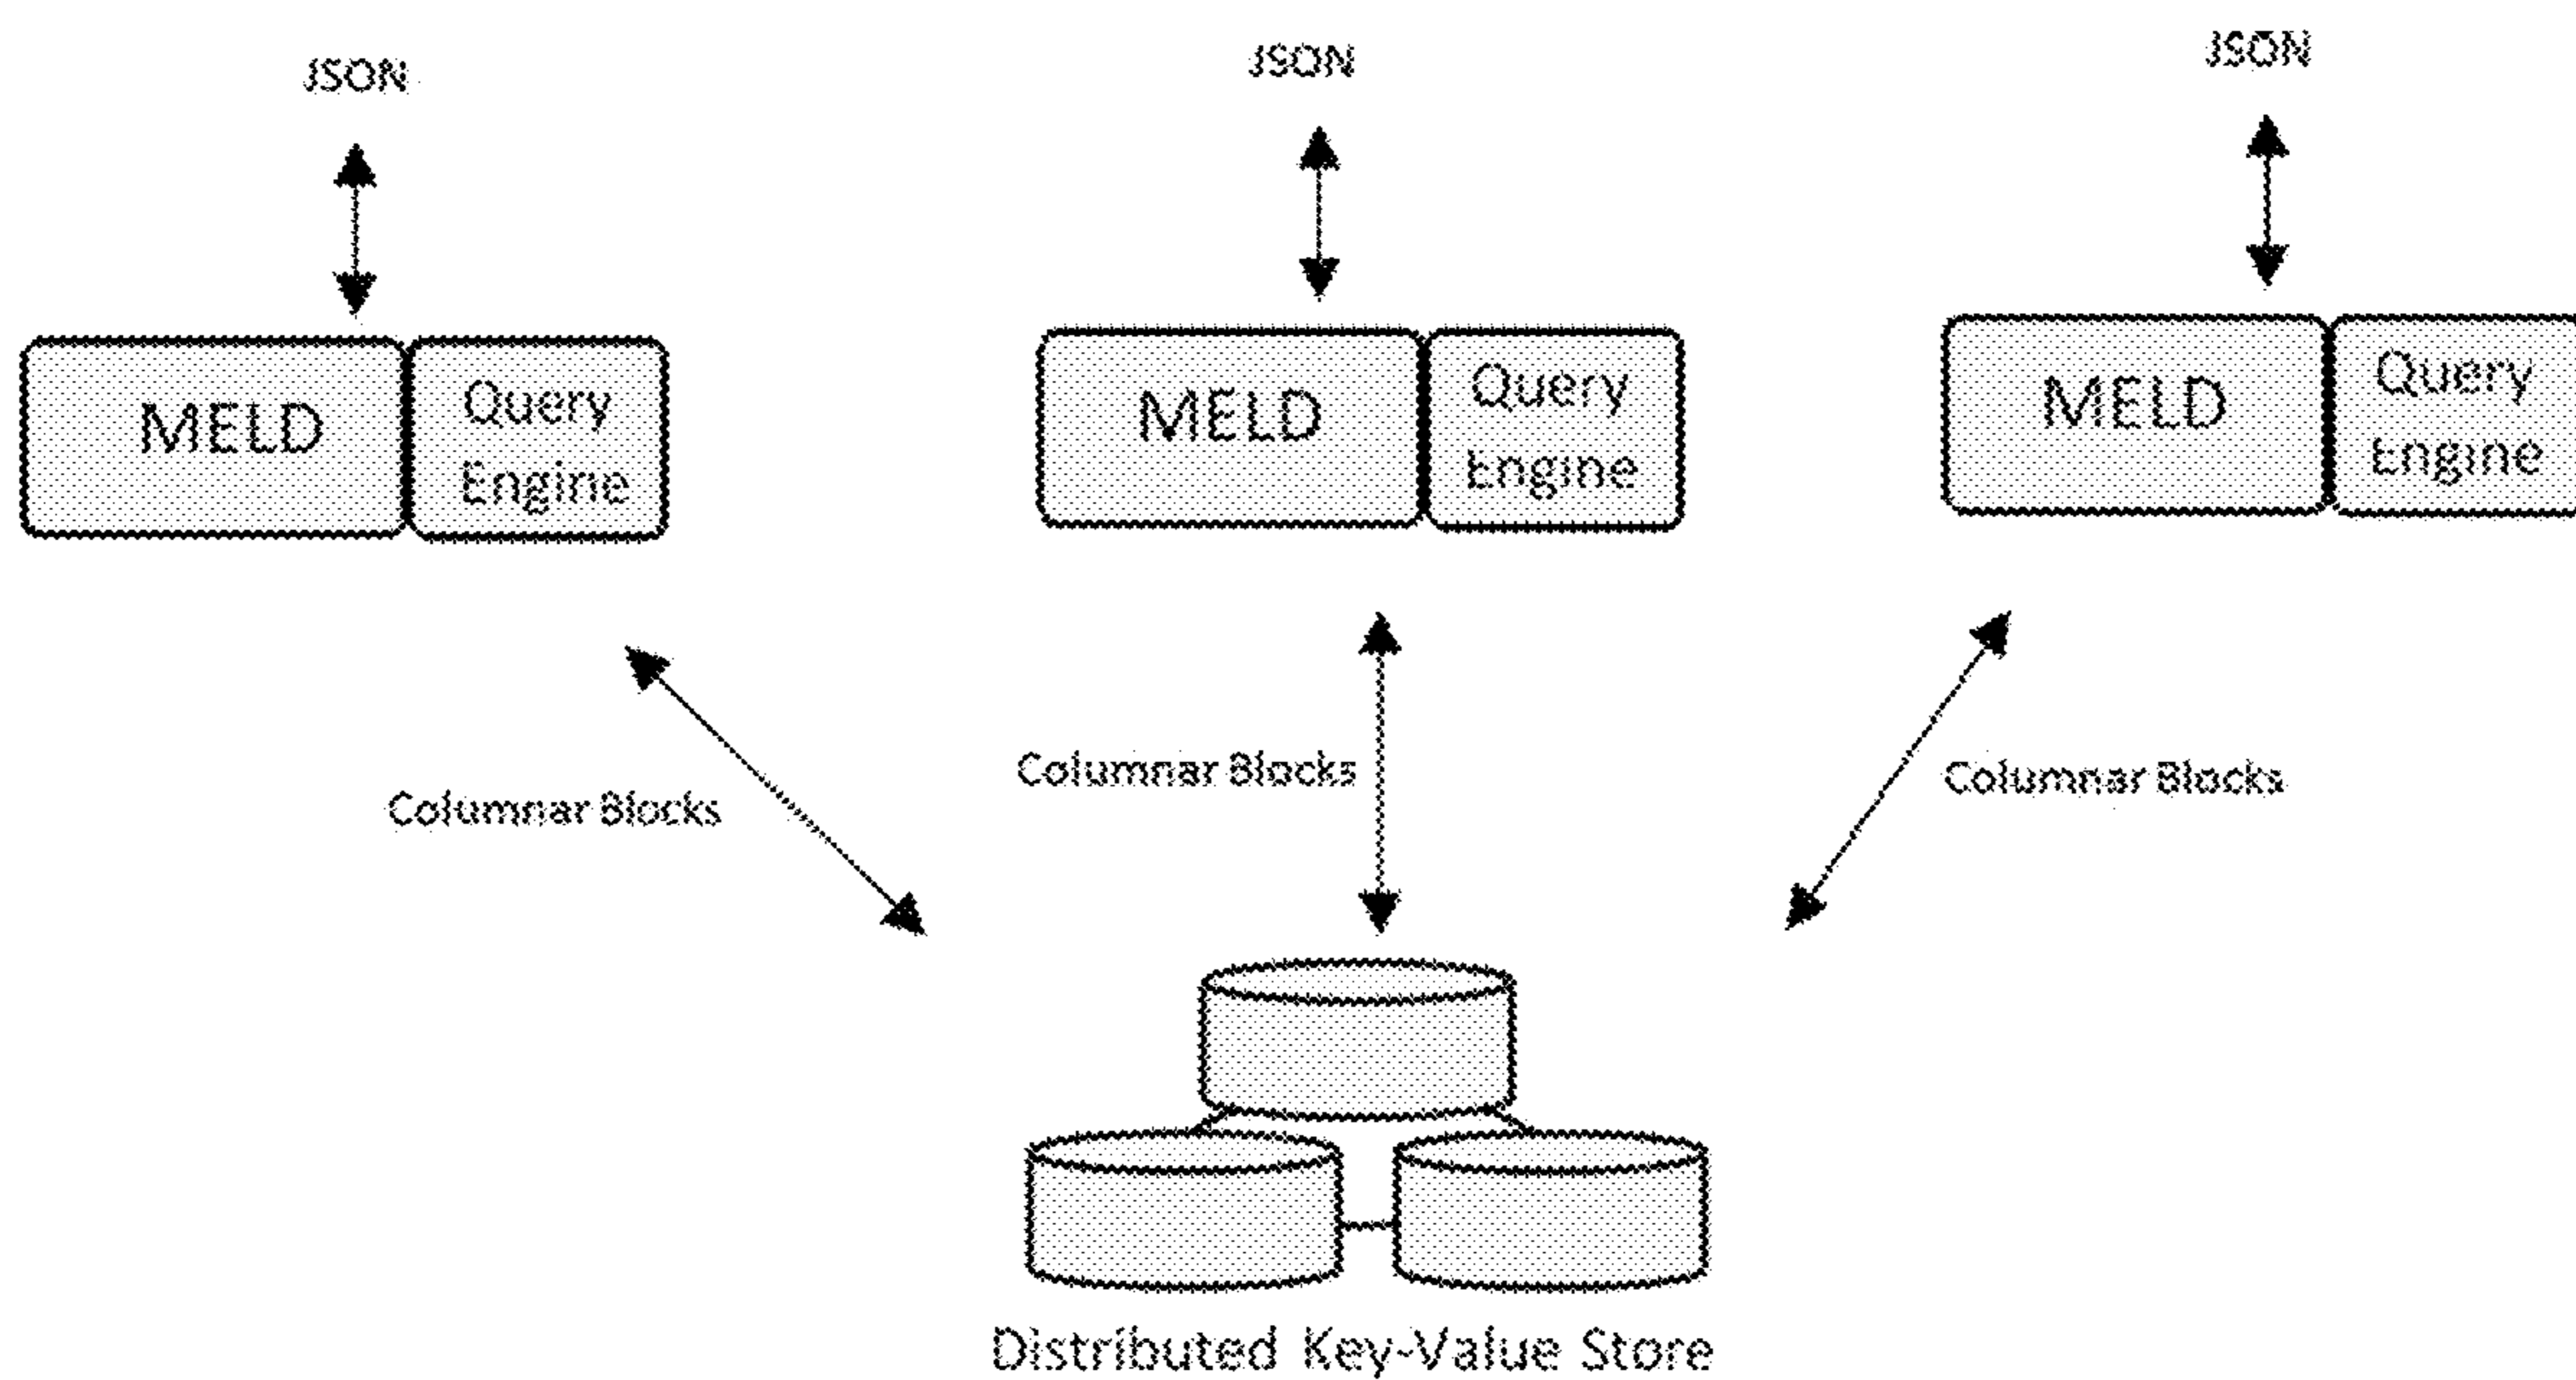 JSON
JSON
JSON
MELD
Query
Engine
MELD
Query
Engine
MELD
Query
Engine
Columnar Blocks
Columnar Blocks
Columnar Blocks
Distributed Key-Value Store